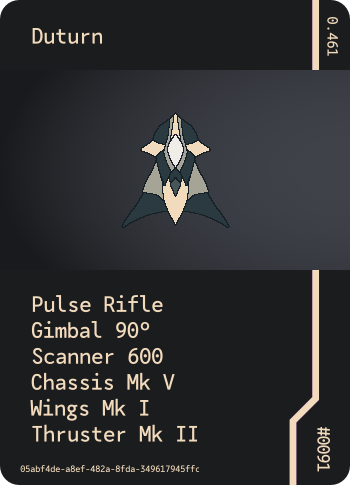 Duturn
0.461
Pulse Rifle
Gimbal 90º
Scanner 600
Chassis Mk V
Wings Mk I
Thruster Mk II
#0091
05abf4de-a8ef-482a-8fda-349617945ffc